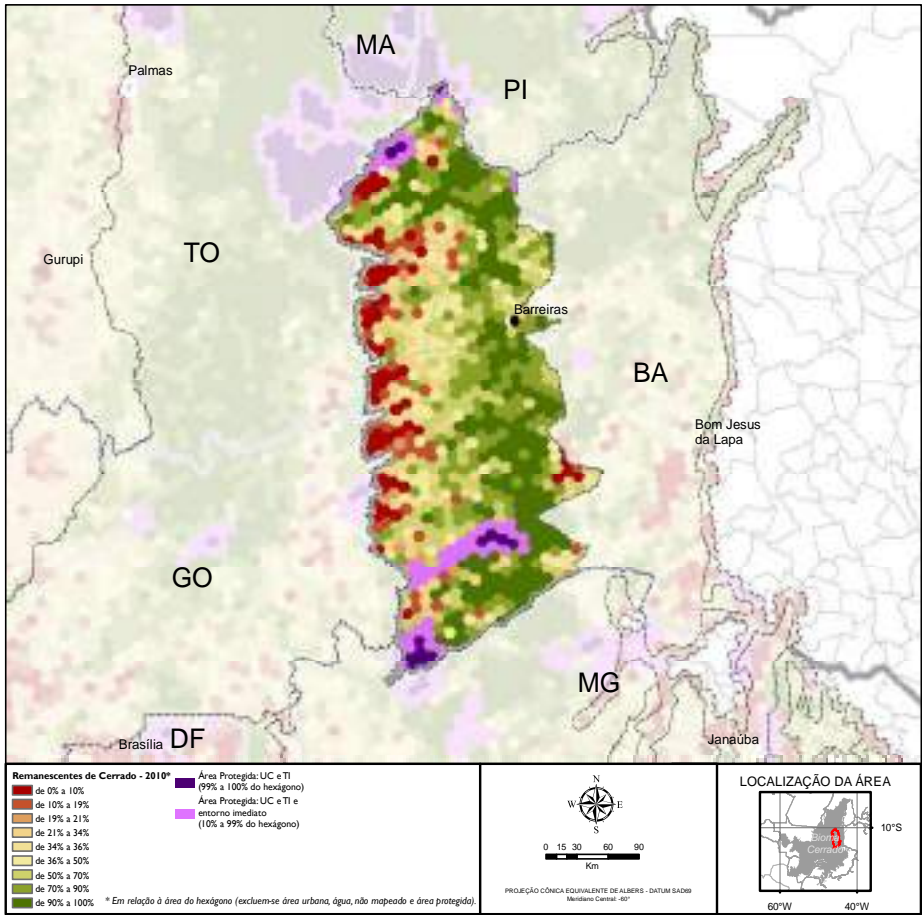 MA
Palmas
PI
TO
Gurupi
Barreiras
BA
Bom Jesus
da Lapa
GO
MG
Brasília DF
Janaúba
Remanescentes de Cerrado - 2010*
de 0% a 10%
de 10% a 19%
de 19% a 21%
de 21% a 34%
de 34% a 36%
de 36% a 50%
de 50% a 70%
de 70% a 90%
de 90% a 100%
Área Protegida: UC e TI
(99% a 100% do hexágono)
Área Protegida: UC e TI e
entorno imediato
(10% a 99% do hexágono)
* Em relação à área do hexágono (excluem-se área urbana, água, não mapeado e área protegida).
N
W E
S
0 15 30 60 90
Km
PROJEÇÃO CÔNICA EQUIVALENTE DE ALBERS - DATUM SAD69
Meridiano Central: -60°
LOCALIZAÇÃO DA ÁREA
10°S
Bioma
Cerrado
60°W 40°W